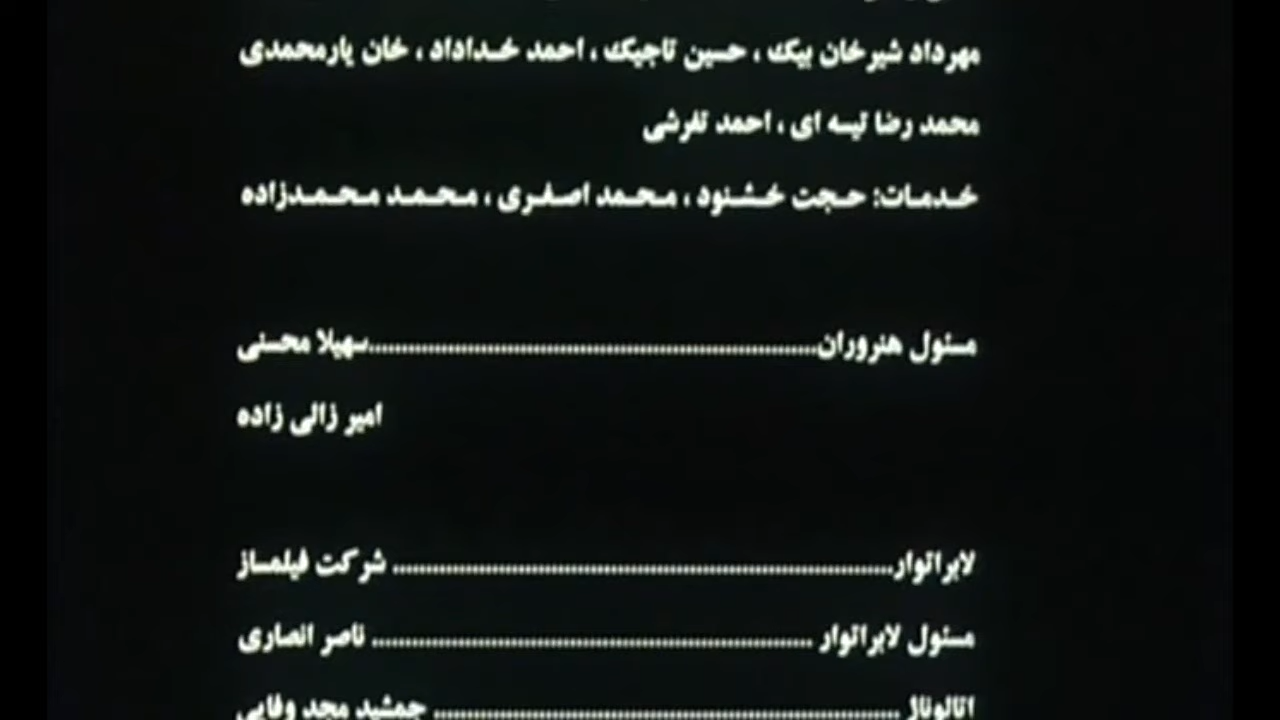 مهرداد شیرخان بیک ، حسین تاجیک ، احمد خداداد ، خان یارمحمدی
محمد رضا تیسه ای ، احمد تفرشی
خدمات: حجت خشنود ، محمد اصغری ، محمد محمدزاده
مسئول هنروران..........................................سهیلا محسنی
امیر زالی زاده
لابراتوار.......................................... شرکت فیلمساز
مسئول لابراتوار .......................................... ناصر انصاری
اتالوناژ .......................................... جمشید مجد وفایی